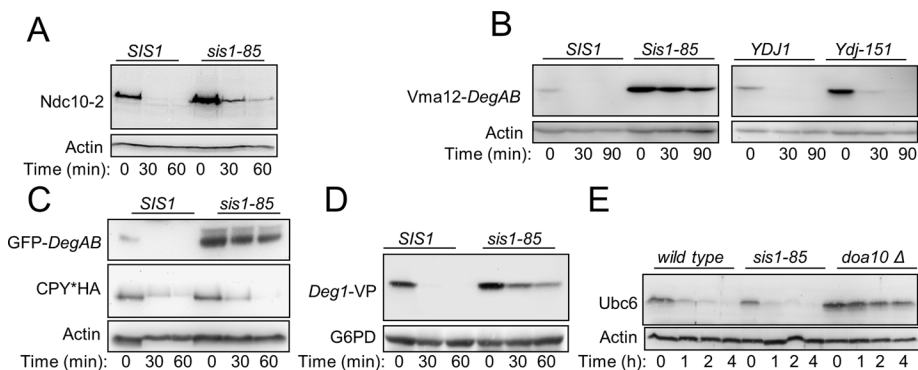 A
SIS1 sis1-85
Ndc10-2
Actin
Time (min): 0 30 60 0 30 60
B
SIS1 Sis1-85 YDJ1 Ydj-151
Vma12-DegAB
Actin
Time (min): 0 30 90 0 30 90 0 30 90 0 30 90
C
SIS1 sis1-85
GFP-DegAB
CPY*HA
Actin
Time (min): 0 30 60 0 30 60
D
SIS1 sis1-85
Deg1-VP
G6PD
Time (min): 0 30 60 0 30 60
E
wild type sis1-85 doa10 Δ
Ubc6
Actin
Time (h): 0 1 2 4 0 1 2 4 0 1 2 4